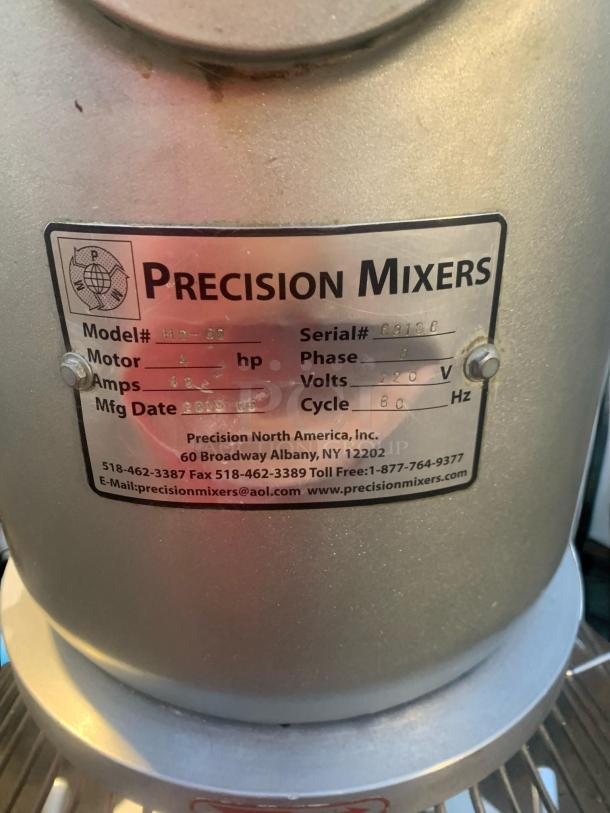 P M M
PRECISION MIXERS
Model#
Serial#
Motor hp
Phase
Amps
Volts 220 V
Mfg Date
Cycle 60 Hz
Precision North America, Inc.
60 Broadway Albany, NY 12202
518-462-3387 Fax 518-462-3389 Toll Free:1-877-764-9377
E-Mail:precisionmixers@aol.com www.precisionmixers.com